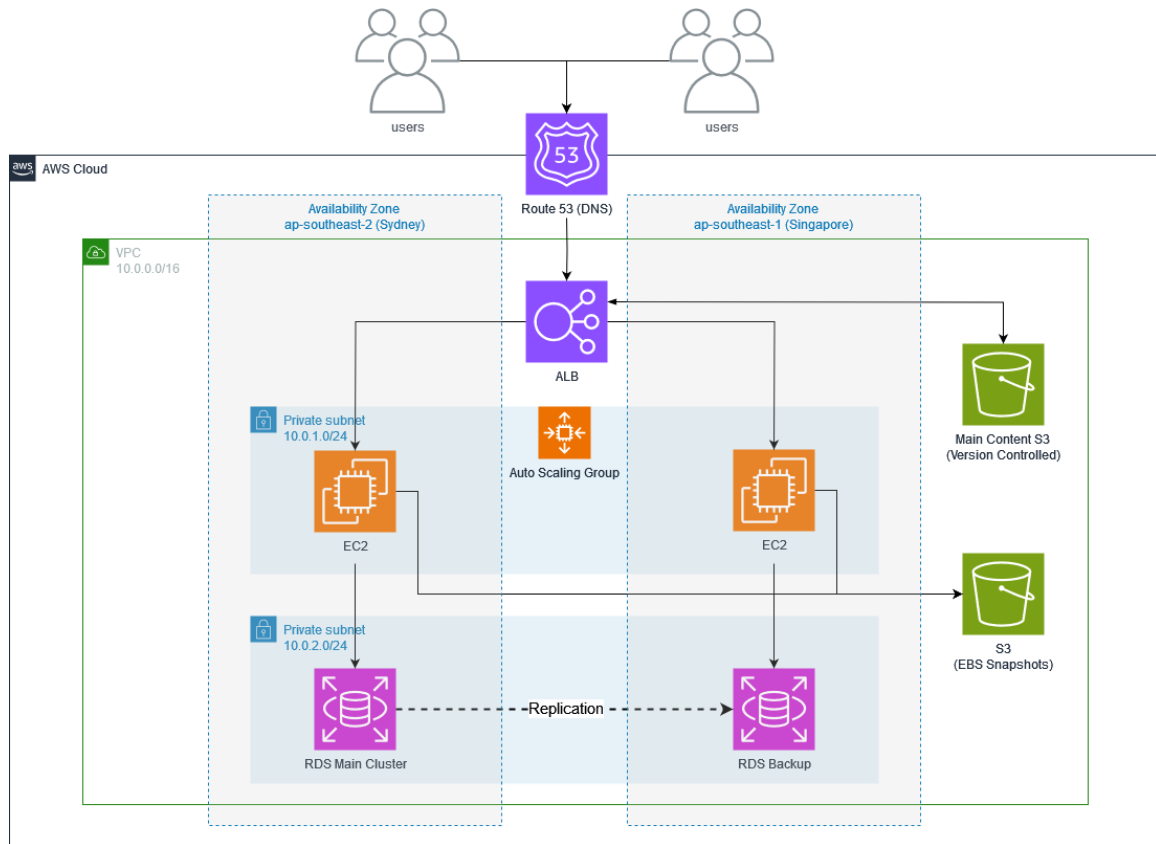 users
users
53
aws
AWS Cloud
Route 53 (DNS)
Availability Zone
ap-southeast-2 (Sydney)
Availability Zone
ap-southeast-1 (Singapore)
VPC
10.0.0.0/16
ALB
Main Content S3
(Version Controlled)
Private subnet
10.0.1.0/24
Auto Scaling Group
EC2
EC2
S3
(EBS Snapshots)
Private subnet
10.0.2.0/24
Replication
RDS Main Cluster
RDS Backup